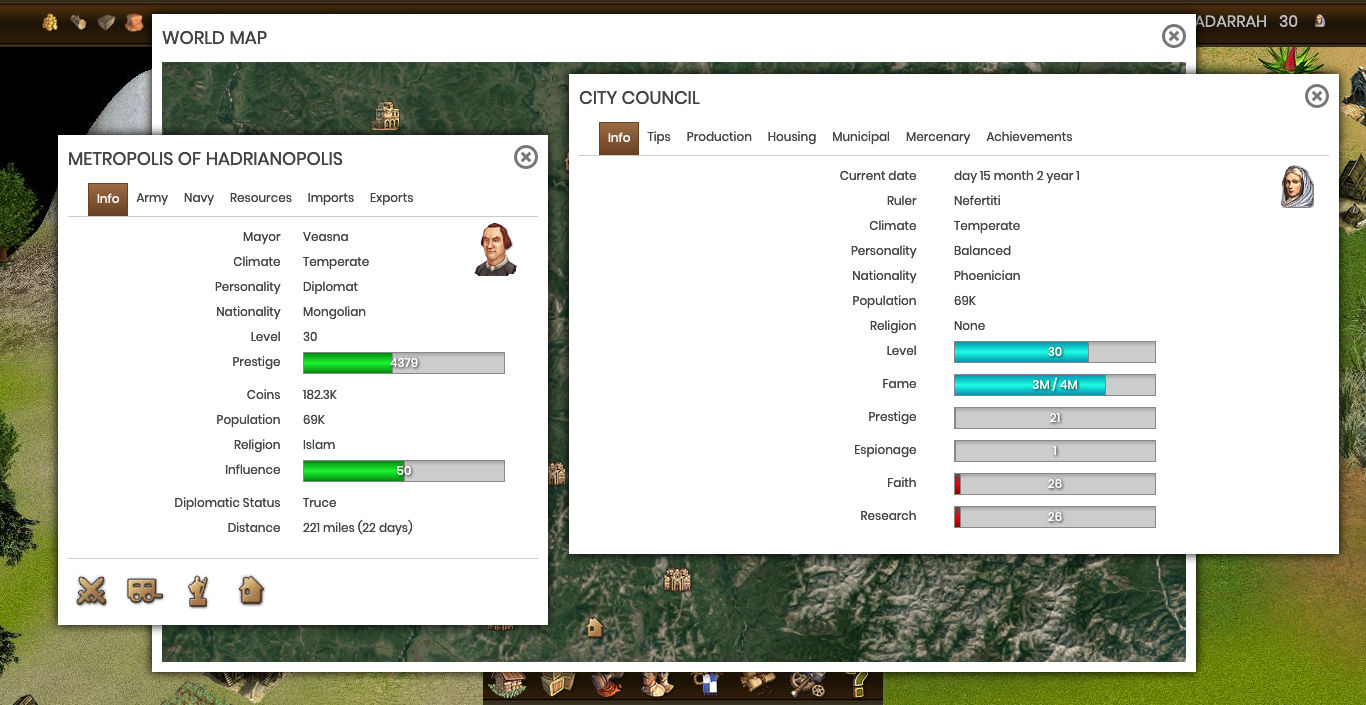 ADARRAH 30
WORLD MAP
CITY COUNCIL
Info Tips Production Housing Municipal Mercenary Achievements
Current date day 15 month 2 year 1
Ruler Nefertiti
Climate Temperate
Personality Balanced
Nationality Phoenician
Population 69K
Religion None
Level 30
Fame 3M / 4M
Prestige 21
Espionage 1
Faith 26
Research 26
METROPOLIS OF HADRIANOPOLIS
Info Army Navy Resources Imports Exports
Mayor Veasna
Climate Temperate
Personality Diplomat
Nationality Mongolian
Level 30
Prestige 4379
Coins 182.3K
Population 69K
Religion Islam
Influence 50
Diplomatic Status Truce
Distance 221 miles (22 days)